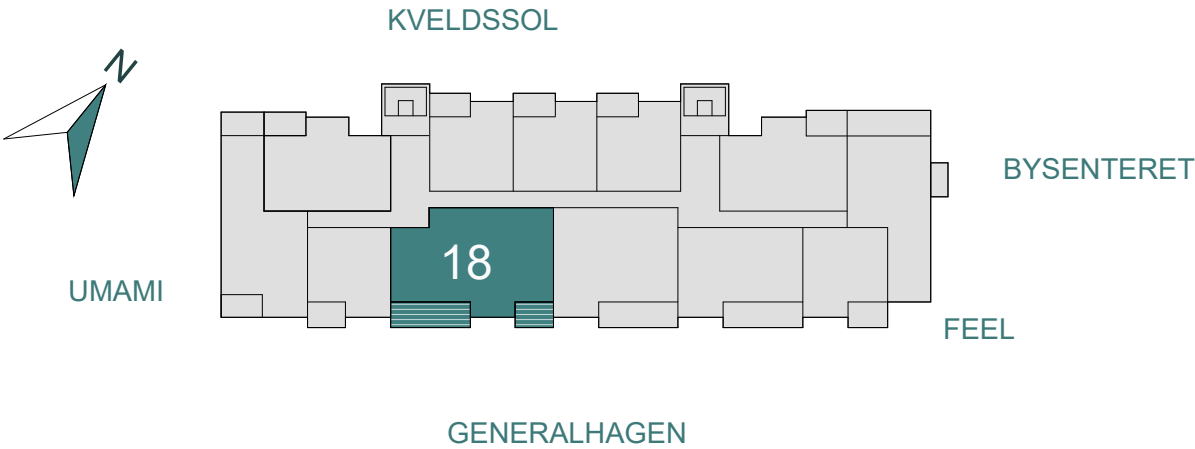 KVELDSSOL
N
BYSENTERET
18
UMAMI
FEEL
GENERALHAGEN